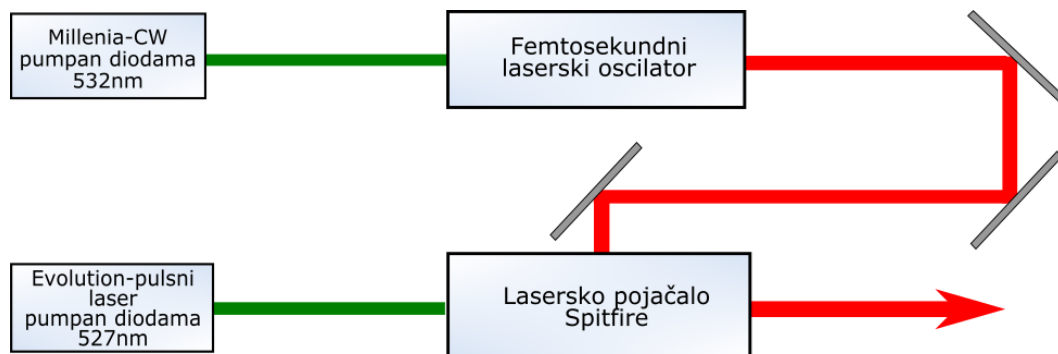 Millenia-CW
pumpan diodama
532nm
Femtosekundni
laserski oscilator
Evolution-pulsni
laser
pumpan diodama
527nm
Lasersko pojačalo
Spitfire